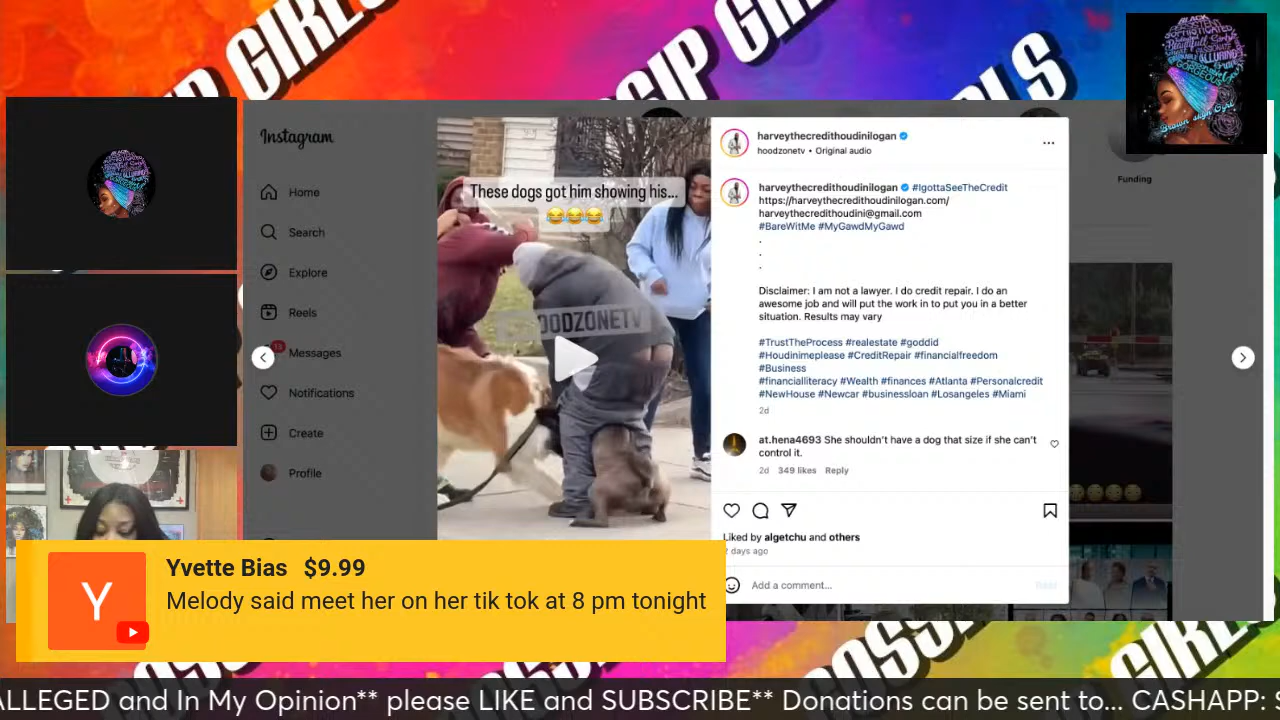 GOSSIP GIRLS
Instagram
Home
Search
Explore
Reels
Messages
Notifications
Create
Profile
These dogs got him showing his...
OODZONETV
harveythecredithoudinilogan
hoodzonetv • Original audio
harveythecredithoudinilogan #IgottaSeeTheCredit
https://harveythecredithoudinilogan.com/
harveythecredithoudini@gmail.com
#BareWitMe #MyGawdMyGawd
.
.
.
Disclaimer: I am not a lawyer. I do credit repair. I do an
awesome job and will put the work in to put you in a better
situation. Results may vary
#TrustTheProcess #realestate #goddid
#Houdinimeplease #CreditRepair #financialfreedom
#Business
#financialliteracy #Wealth #finances #Atlanta #Personalcredit
#NewHouse #Newcar #businessloan #Losangeles #Miami
2d
at.hena4693 She shouldn't have a dog that size if she can't
control it.
2d 349 likes Reply
Liked by algetchu and others
2 days ago
Add a comment...
Post
Funding
Y
Yvette Bias $9.99
Melody said meet her on her tik tok at 8 pm tonight
ALLEGED and In My Opinion** please LIKE and SUBSCRIBE** Donations can be sent to... CASHAPP: $